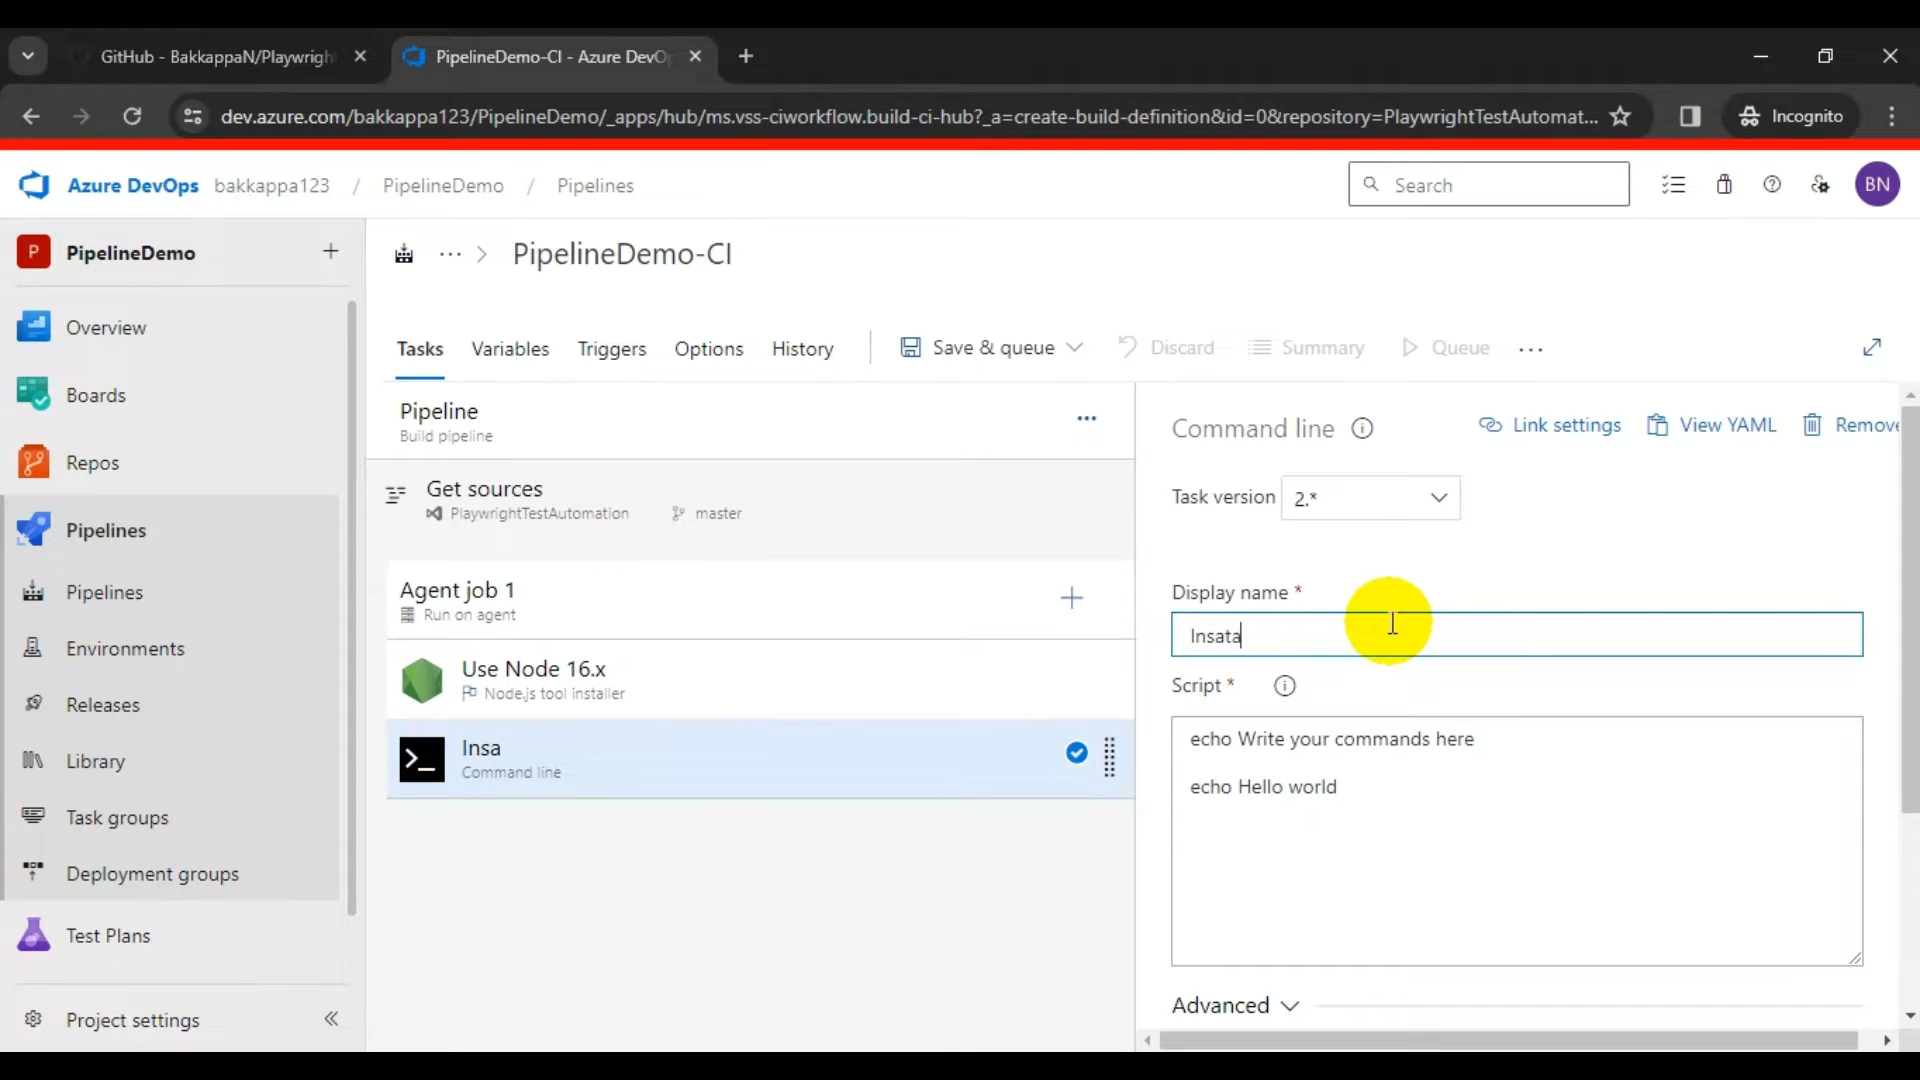 GitHub - BakkappaN/Playwrigh
PipelineDemo-CI - Azure DevO
dev.azure.com/bakkappa123/PipelineDemo/_apps/hub/ms.vss-ciworkflow.build-ci-hub?_a=create-build-definition&id=0&repository=PlaywrightTestAutomat...
Incognito
Azure DevOps bakkappa123 / PipelineDemo / Pipelines
Search
BN
P PipelineDemo
Overview
Boards
Repos
Pipelines
Pipelines
Environments
Releases
Library
Task groups
Deployment groups
Test Plans
Project settings
PipelineDemo-CI
Tasks Variables Triggers Options History Save & queue Discard Summary Queue
Pipeline
Build pipeline
Get sources
PlaywrightTestAutomation master
Agent job 1
Run on agent
Use Node 16.x
Node.js tool installer
Insa
Command line
Command line Link settings View YAML Remove
Task version 2.*
Display name *
Insata
Script *
echo Write your commands here
echo Hello world
Advanced